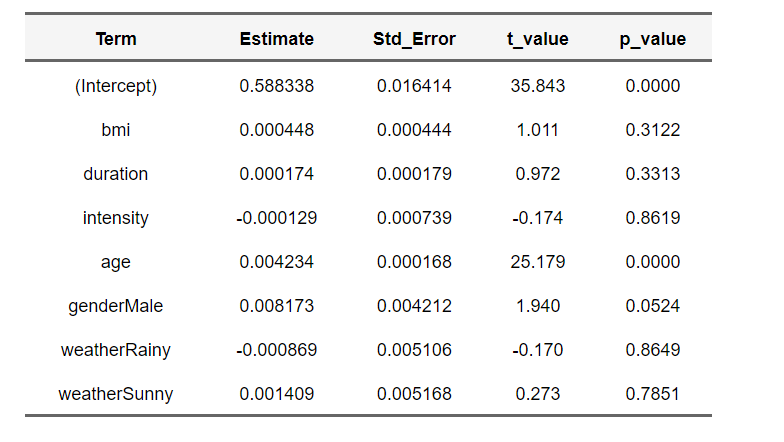 Term Estimate Std_Error t_value p_value
(Intercept) 0.588338 0.016414 35.843 0.0000
bmi 0.000448 0.000444 1.011 0.3122
duration 0.000174 0.000179 0.972 0.3313
intensity -0.000129 0.000739 -0.174 0.8619
age 0.004234 0.000168 25.179 0.0000
genderMale 0.008173 0.004212 1.940 0.0524
weatherRainy -0.000869 0.005106 -0.170 0.8649
weatherSunny 0.001409 0.005168 0.273 0.7851